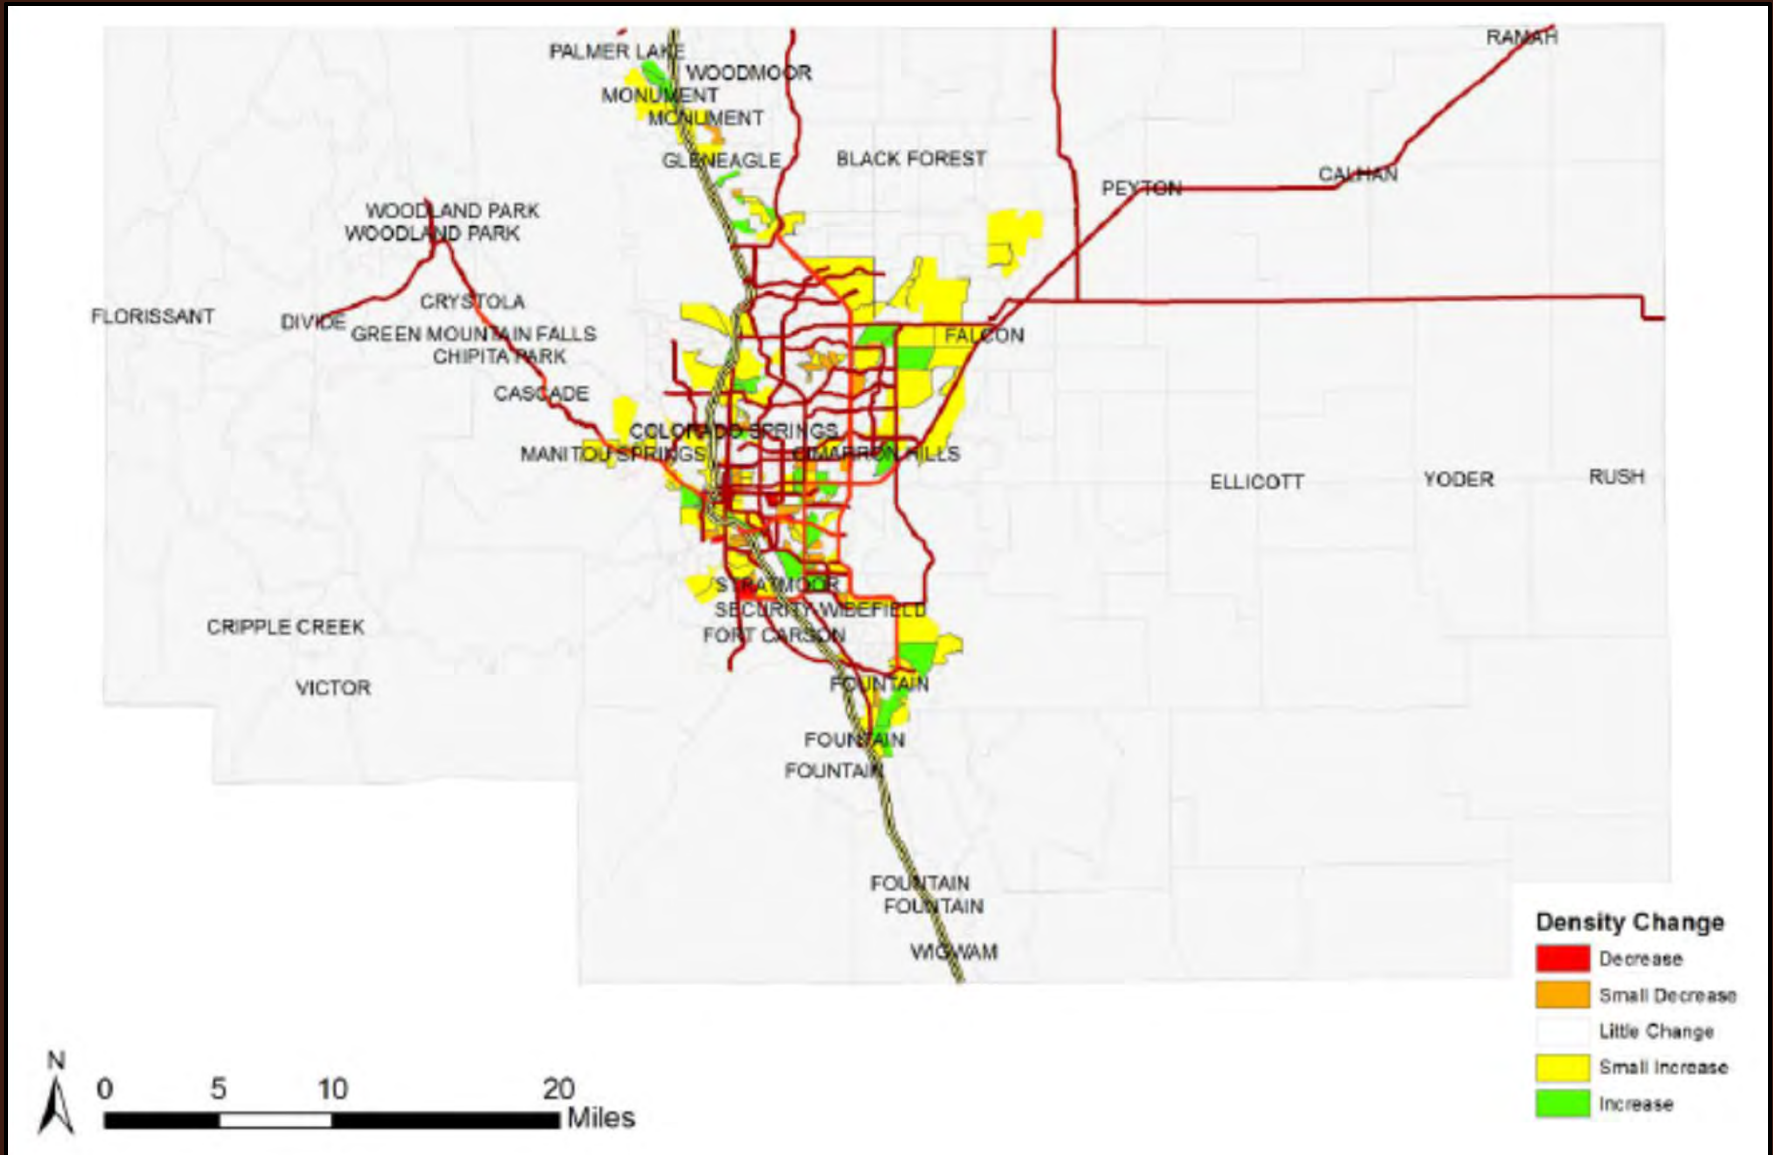 RAMAH
PALMER LAKE
WOODMOOR
MONUMENT
MONUMENT
GLENEAGLE
BLACK FOREST
CALHAN
PEYTON
WOODLAND PARK
WOODLAND PARK
CRYSTOLA
FLORISSANT
DIVIDE
GREEN MOUNTAIN FALLS
FALCON
CHIPITA PARK
CASCADE
COLORADO SPRINGS
MANITOU SPRINGS
CIMARRON HILLS
ELLICOTT
YODER
RUSH
STRATMOOR
SECURITY-WIDEFIELD
CRIPPLE CREEK
FORT CARSON
VICTOR
FOUNTAIN
FOUNTAIN
FOUNTAIN
FOUNTAIN
FOUNTAIN
WIGWAM
Density Change
Decrease
Small Decrease
Little Change
Small Increase
Increase
N
0 5 10 20
Miles